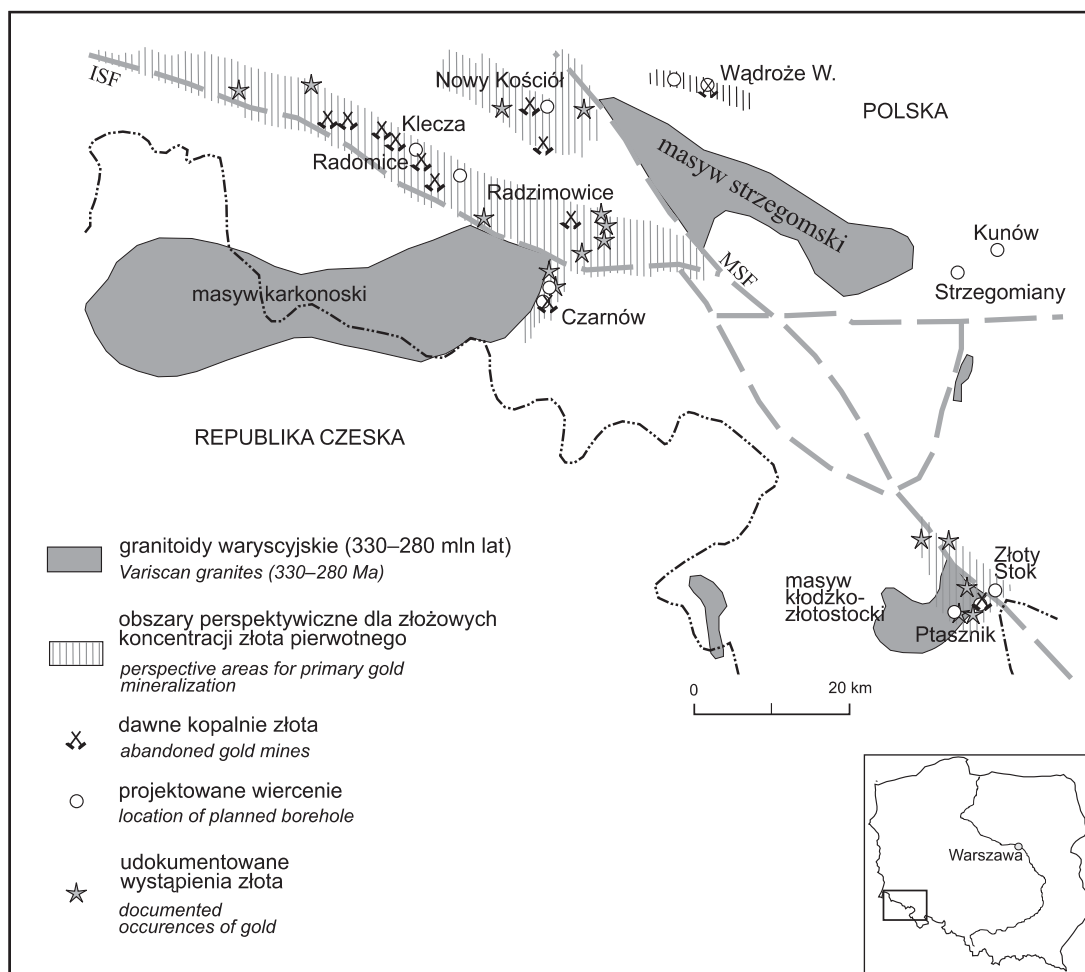 ISF
Nowy Kościół
Wądroże W.
POLSKA
Klecza
Radomice
masyw strzegomski
Radzimowice
Kunów
MSF
Strzegomiany
masyw karkonoski
Czarnów
REPUBLIKA CZESKA
granitoidy waryscyjskie (330–280 mln lat)
Variscan granites (330–280 Ma)
obszary perspektywiczne dla złożowych
koncentracji złota pierwotnego
perspective areas for primary gold
mineralization
dawne kopalnie złota
abandoned gold mines
projektowane wiercenie
location of planned borehole
udokumentowane
wystąpienia złota
documented
occurences of gold
Złoty
Stok
masyw
kłodzko-
złotostocki
Ptasznik
0 20 km
Warszawa